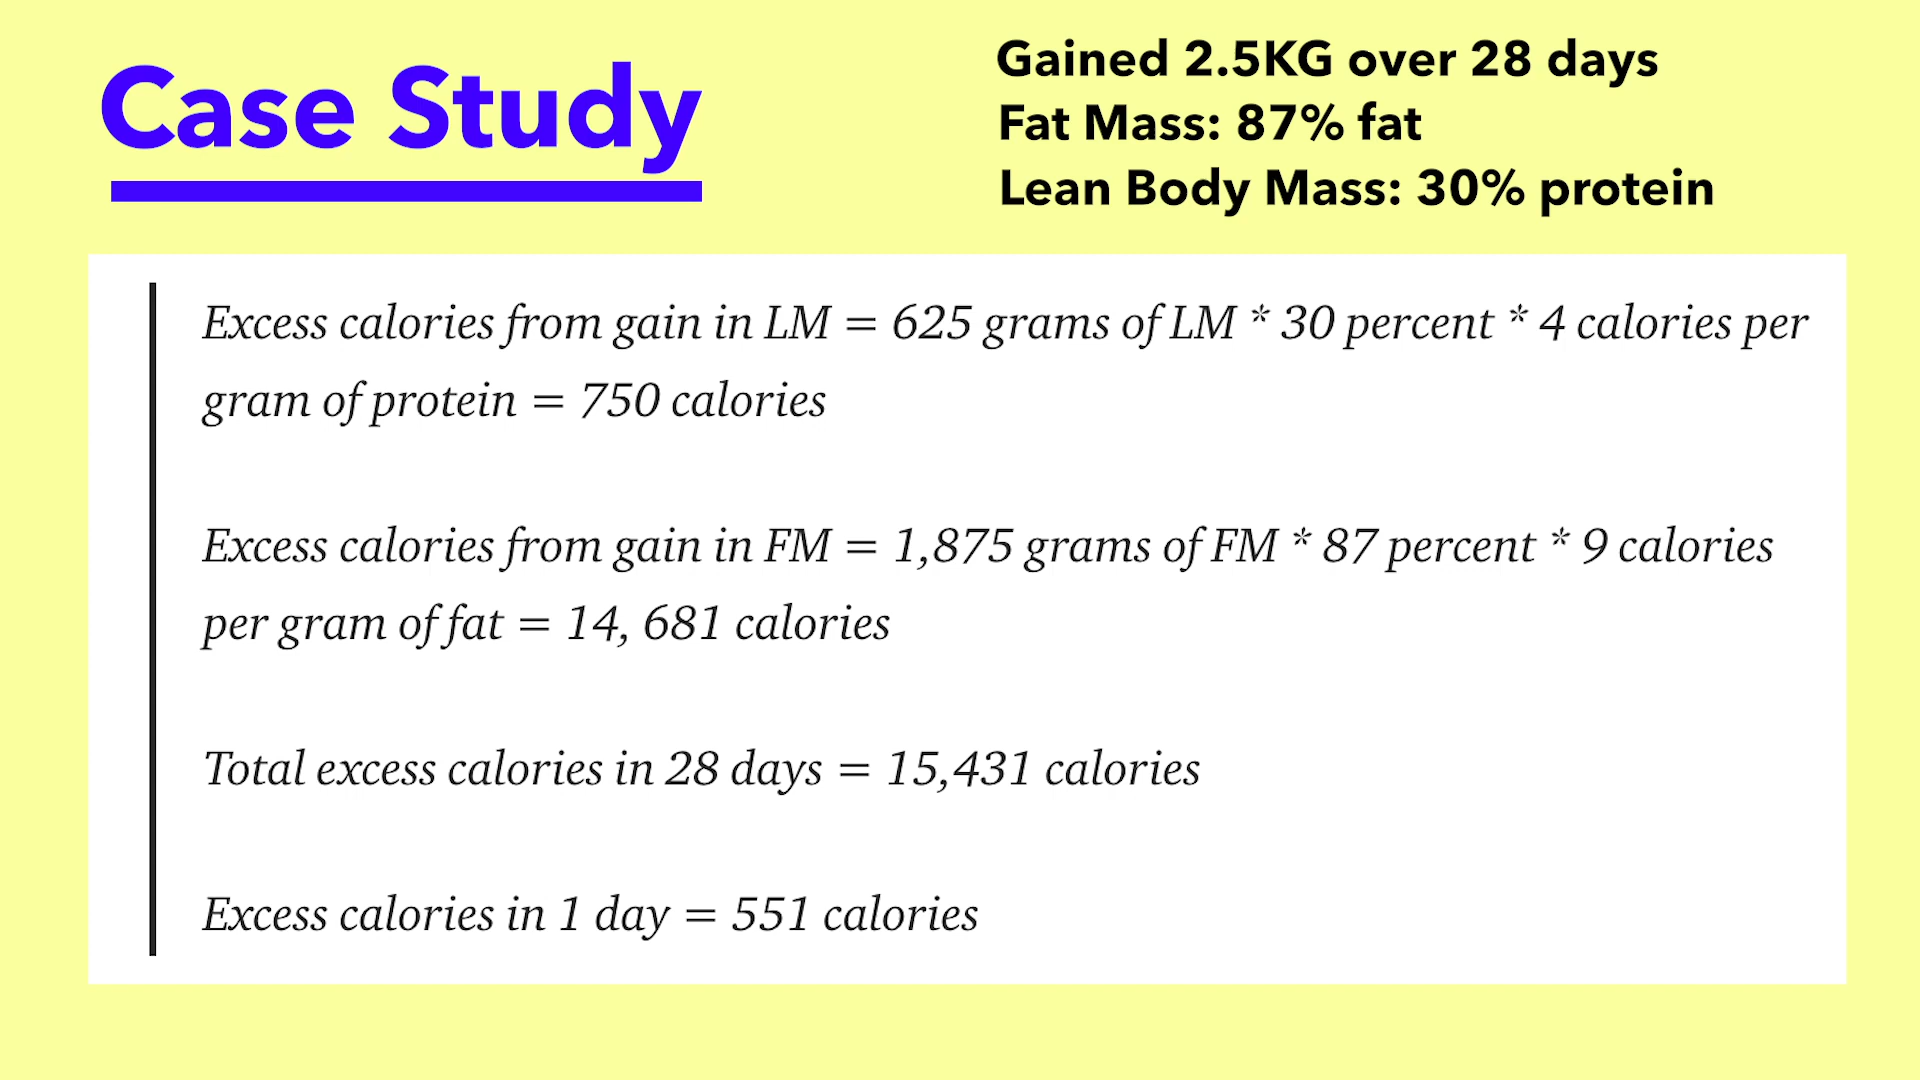 Case Study
Gained 2.5KG over 28 days
Fat Mass: 87% fat
Lean Body Mass: 30% protein
Excess calories from gain in LM = 625 grams of LM * 30 percent * 4 calories per
gram of protein = 750 calories
Excess calories from gain in FM = 1,875 grams of FM * 87 percent * 9 calories
per gram of fat = 14, 681 calories
Total excess calories in 28 days = 15,431 calories
Excess calories in 1 day = 551 calories